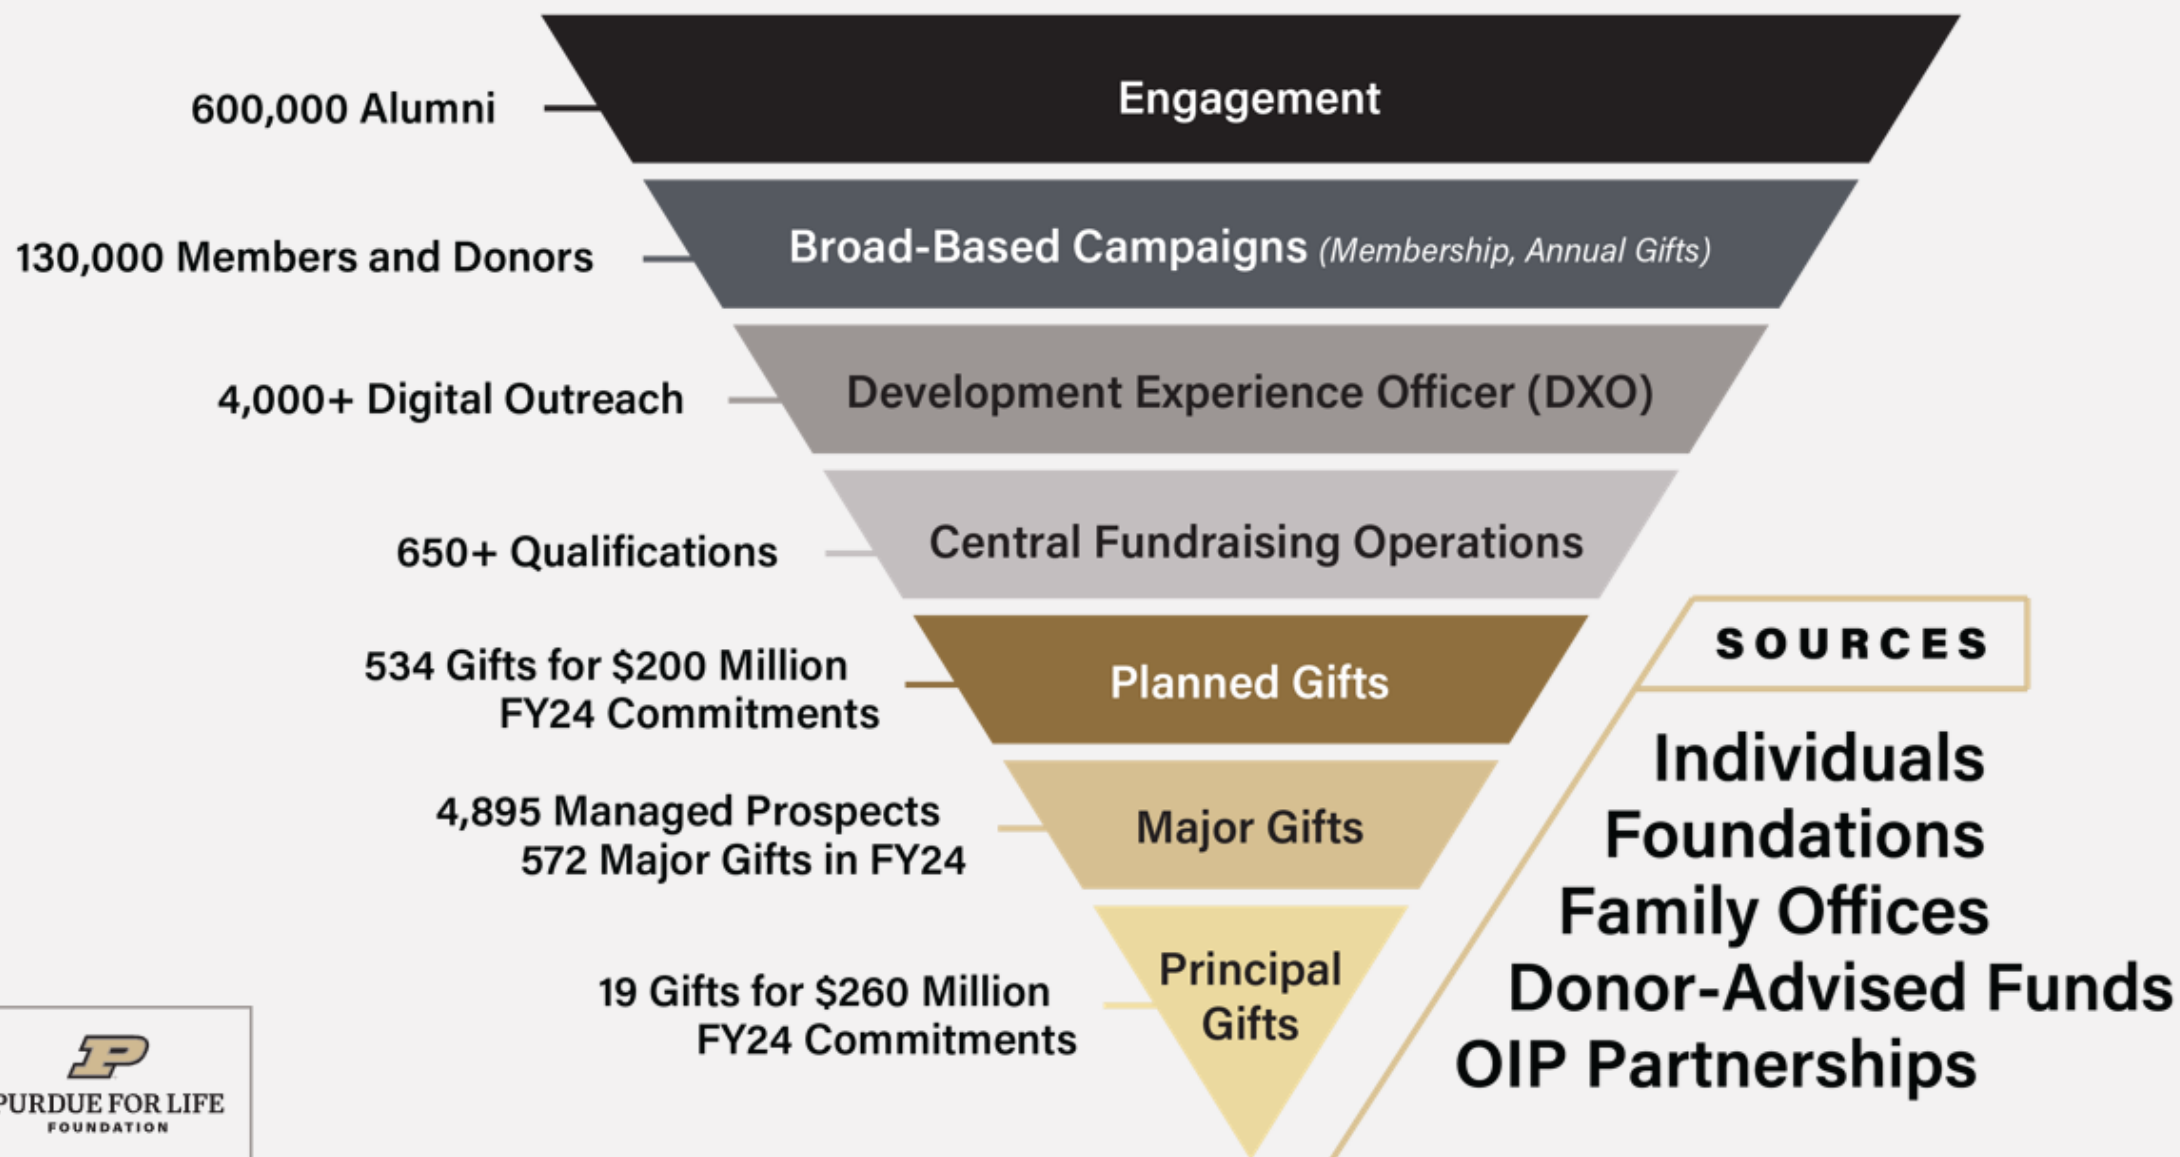 Engagement
600,000 Alumni
Broad-Based Campaigns (Membership, Annual Gifts)
130,000 Members and Donors
Development Experience Officer (DXO)
4,000+ Digital Outreach
Central Fundraising Operations
650+ Qualifications
Planned Gifts
534 Gifts for $200 Million
FY24 Commitments
Major Gifts
4,895 Managed Prospects
572 Major Gifts in FY24
Principal
Gifts
19 Gifts for $260 Million
FY24 Commitments
SOURCES
Individuals
Foundations
Family Offices
Donor-Advised Funds
OIP Partnerships
P
PURDUE FOR LIFE
FOUNDATION